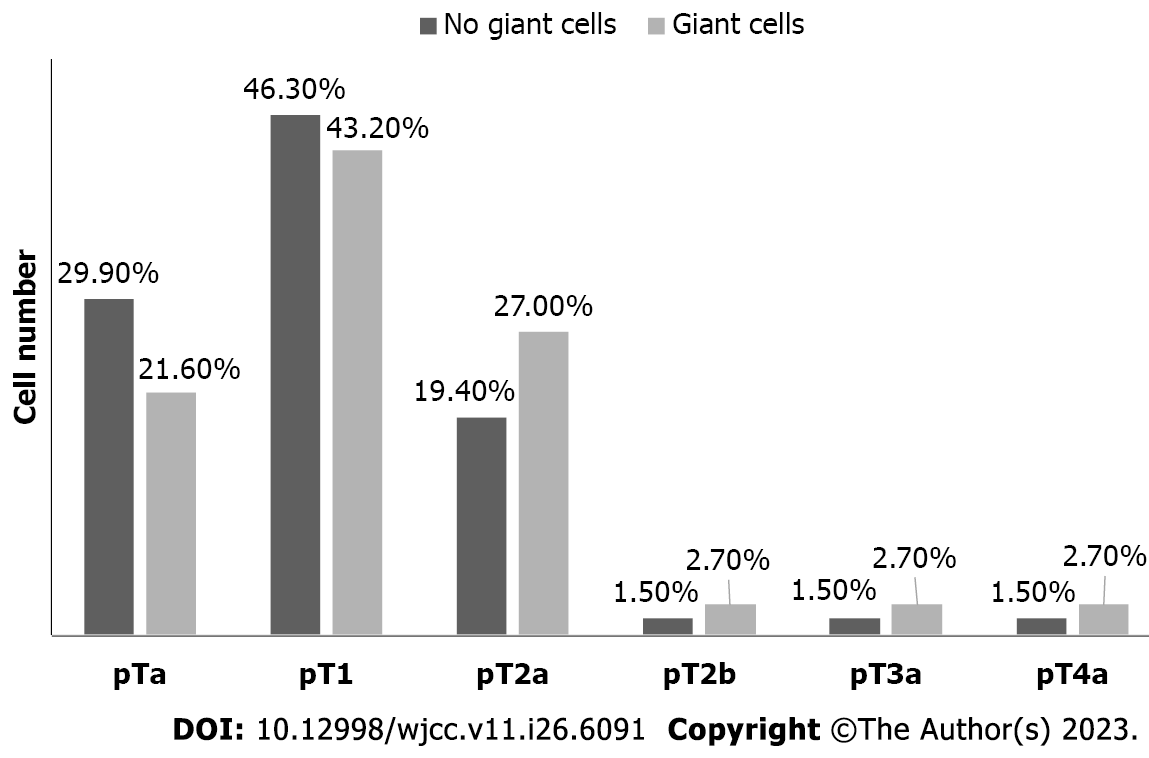 No giant cells Giant cells
46.30%
43.20%
29.90%
27.00%
21.60%
19.40%
2.70% 2.70% 2.70%
1.50% 1.50% 1.50%
Cell number
pTa pT1 pT2a pT2b pT3a pT4a
DOI: 10.12998/wjcc.v11.i26.6091 Copyright ©The Author(s) 2023.